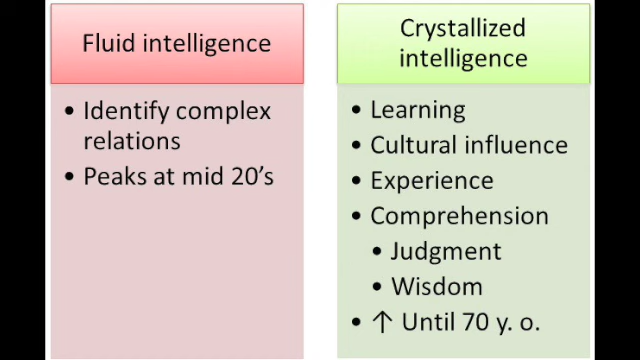 Fluid intelligence
• Identify complex
relations
• Peaks at mid 20's
Crystallized
intelligence
• Learning
• Cultural influence
• Experience
• Comprehension
• Judgment
• Wisdom
• ↑ Until 70 y. o.